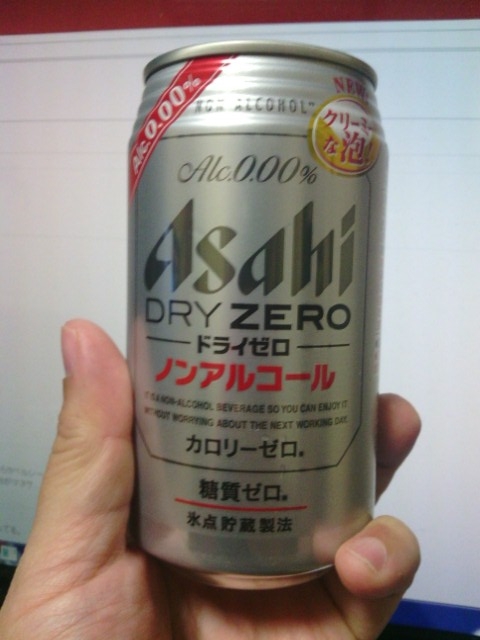 Alc.0.00%
NON ALCOHOL"
クリーミー
な泡!
Alc.0.00%
Asahi
DRY ZERO
ドライゼロ
ノンアルコール
IT IS A NON-ALCOHOL BEVERAGE SO YOU CAN ENJOY IT
WITHOUT WORRYING ABOUT THE NEXT WORKING DAY.
カロリーゼロ。
糖質ゼロ。
氷点貯蔵製法